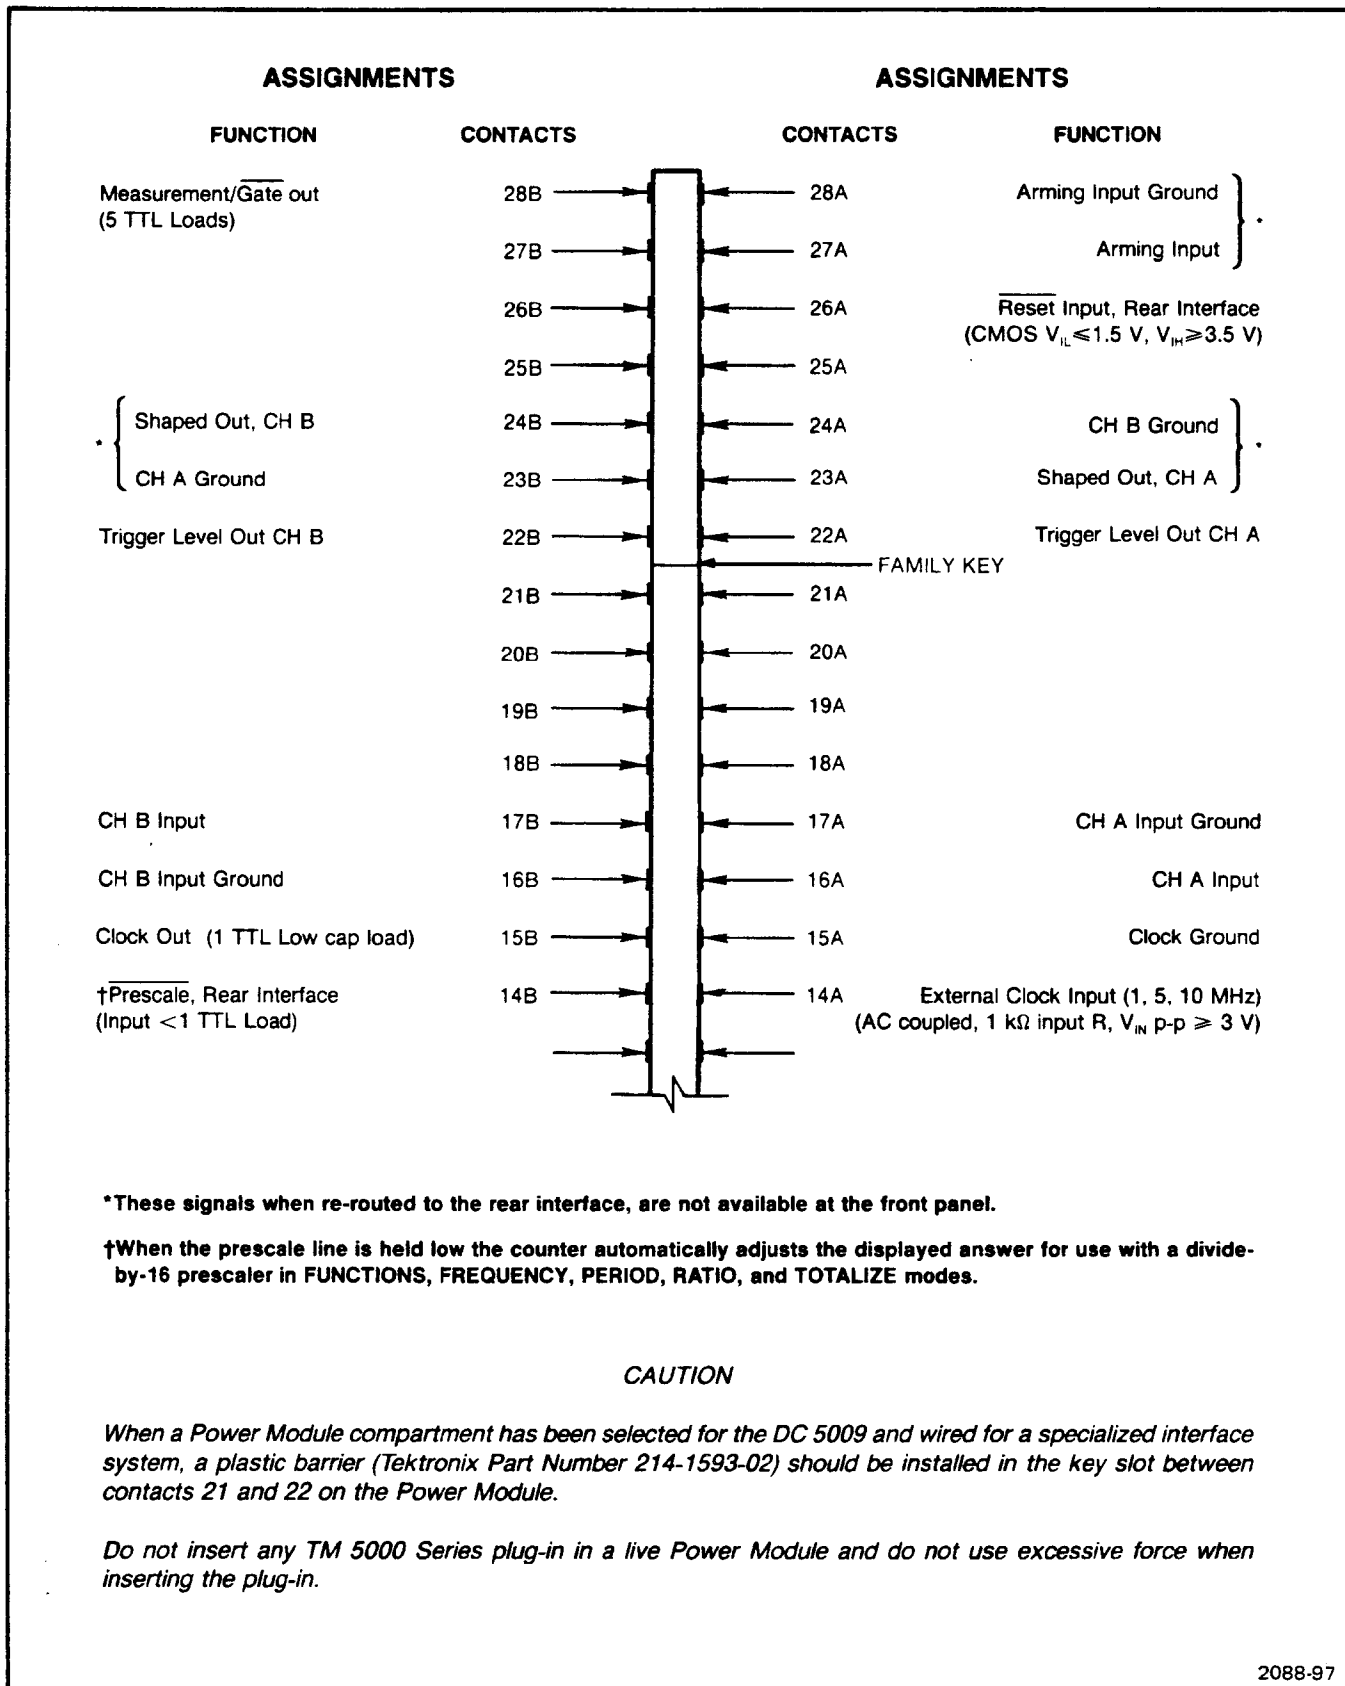 ASSIGNMENTS ASSIGNMENTS
FUNCTION CONTACTS CONTACTS FUNCTION
Measurement/Gate out 28B 28A Arming Input Ground
(5 TTL Loads) *
27B 27A Arming Input
26B 26A Reset Input, Rear Interface
(CMOS VIL≤1.5 V, VIH≥3.5 V)
25B 25A
Shaped Out, CH B 24B 24A CH B Ground
* *
CH A Ground 23B 23A Shaped Out, CH A
Trigger Level Out CH B 22B 22A Trigger Level Out CH A
FAMILY KEY
21B 21A
20B 20A
19B 19A
18B 18A
CH B Input 17B 17A CH A Input Ground
CH B Input Ground 16B 16A CH A Input
Clock Out (1 TTL Low cap load) 15B 15A Clock Ground
†Prescale, Rear Interface 14B 14A External Clock Input (1, 5, 10 MHz)
(Input <1 TTL Load) (AC coupled, 1 kΩ input R, VIN p-p ≥ 3 V)
*These signals when re-routed to the rear interface, are not available at the front panel.
†When the prescale line is held low the counter automatically adjusts the displayed answer for use with a divide-
by-16 prescaler in FUNCTIONS, FREQUENCY, PERIOD, RATIO, and TOTALIZE modes.
CAUTION
When a Power Module compartment has been selected for the DC 5009 and wired for a specialized interface
system, a plastic barrier (Tektronix Part Number 214-1593-02) should be installed in the key slot between
contacts 21 and 22 on the Power Module.
Do not insert any TM 5000 Series plug-in in a live Power Module and do not use excessive force when
inserting the plug-in.
2088-97